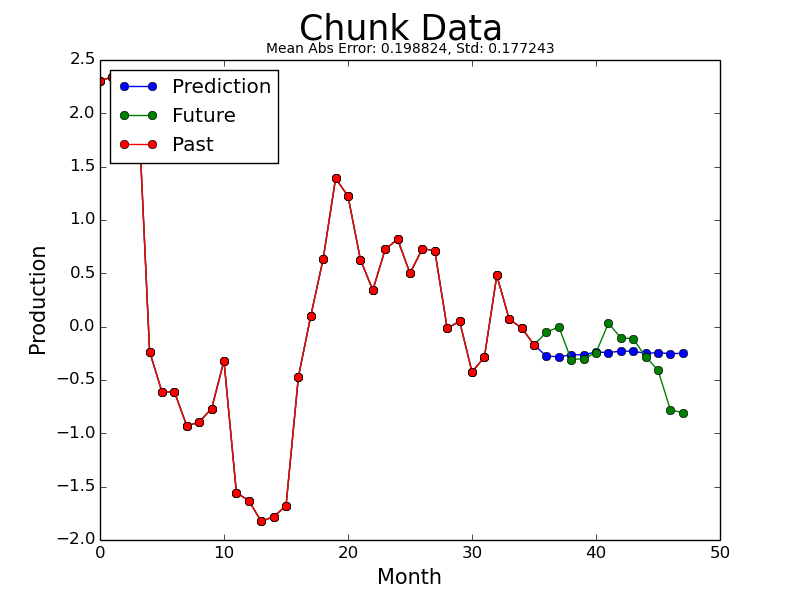 Chunk Data
Mean Abs Error: 0.198824, Std: 0.177243
2.5
2.0
1.5
1.0
0.5
0.0
−0.5
−1.0
−1.5
−2.0
Production
Prediction
Future
Past
0 10 20 30 40 50
Month